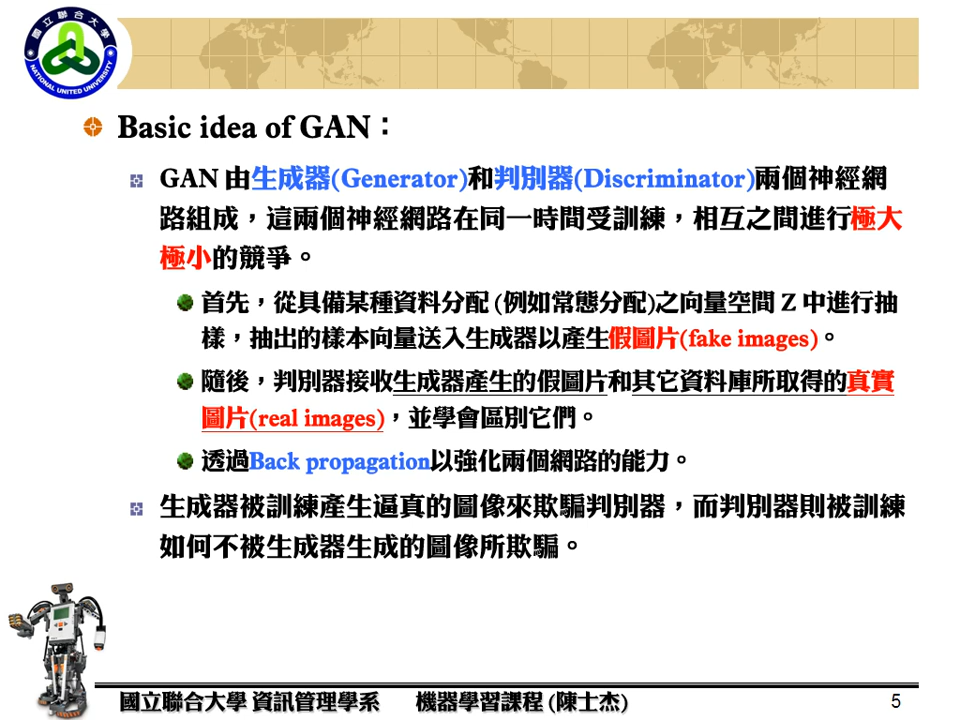 國立聯合大學
NATIONAL UNITED UNIVERSITY
Basic idea of GAN：
GAN 由生成器(Generator)和判別器(Discriminator)兩個神經網
路組成，這兩個神經網路在同一時間受訓練，相互之間進行極大
極小的競爭。
首先，從具備某種資料分配 (例如常態分配)之向量空間 Z 中進行抽
樣，抽出的樣本向量送入生成器以產生假圖片(fake images)。
隨後，判別器接收生成器產生的假圖片和其它資料庫所取得的真實
圖片(real images)，並學會區別它們。
透過Back propagation以強化兩個網路的能力。
生成器被訓練產生逼真的圖像來欺騙判別器，而判別器則被訓練
如何不被生成器生成的圖像所欺騙。
國立聯合大學 資訊管理學系 機器學習課程 (陳士杰) 5